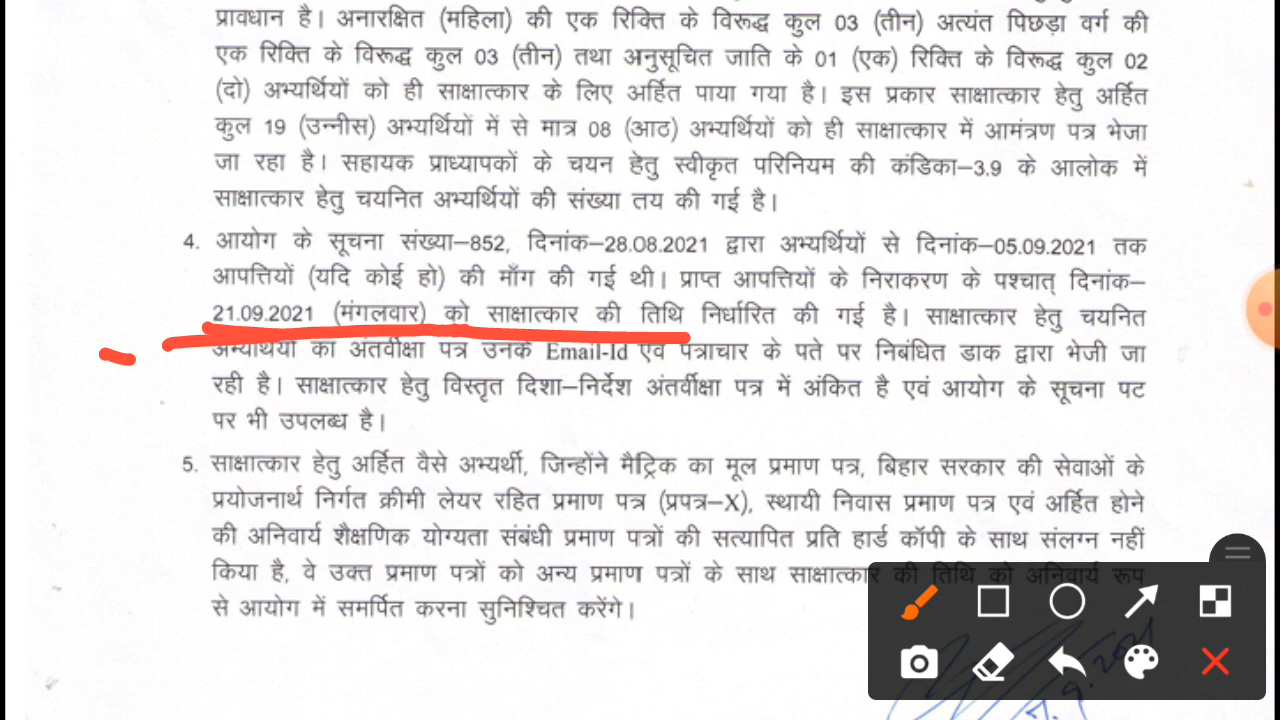 प्रावधान है। अनारक्षित (महिला) की एक रिक्ति के विरूद्ध कुल 03 (तीन) अत्यंत पिछड़ा वर्ग की
एक रिक्ति के विरूद्ध कुल 03 (तीन) तथा अनुसूचित जाति के 01 (एक) रिक्ति के विरूद्ध कुल 02
(दो) अभ्यर्थियों को ही साक्षात्कार के लिए अर्हित पाया गया है। इस प्रकार साक्षात्कार हेतु अर्हित
कुल 19 (उन्नीस) अभ्यर्थियों में से मात्र 08 (आठ) अभ्यर्थियों को ही साक्षात्कार में आमंत्रण पत्र भेजा
जा रहा है। सहायक प्राध्यापकों के चयन हेतु स्वीकृत परिनियम की कंडिका–3.9 के आलोक में
साक्षात्कार हेतु चयनित अभ्यर्थियों की संख्या तय की गई है।
4. आयोग के सूचना संख्या–852, दिनांक–28.08.2021 द्वारा अभ्यर्थियों से दिनांक–05.09.2021 तक
आपत्तियों (यदि कोई हो) की माँग की गई थी। प्राप्त आपत्तियों के निराकरण के पश्चात् दिनांक–
21.09.2021 (मंगलवार) को साक्षात्कार की तिथि निर्धारित की गई है। साक्षात्कार हेतु चयनित
अभ्यर्थियों का अंतर्वीक्षा पत्र उनके Email-Id एवं पत्राचार के पते पर निबंधित डाक द्वारा भेजी जा
रही है। साक्षात्कार हेतु विस्तृत दिशा–निर्देश अंतर्वीक्षा पत्र में अंकित है एवं आयोग के सूचना पट
पर भी उपलब्ध है।
5. साक्षात्कार हेतु अर्हित वैसे अभ्यर्थी, जिन्होंने मैट्रिक का मूल प्रमाण पत्र, बिहार सरकार की सेवाओं के
प्रयोजनार्थ निर्गत क्रीमी लेयर रहित प्रमाण पत्र (प्रपत्र–X), स्थायी निवास प्रमाण पत्र एवं अर्हित होने
की अनिवार्य शैक्षणिक योग्यता संबंधी प्रमाण पत्रों की सत्यापित प्रति हार्ड कॉपी के साथ संलग्न नहीं
किया है, वे उक्त प्रमाण पत्रों को अन्य प्रमाण पत्रों के साथ साक्षात्कार की तिथि को अनिवार्य रूप
से आयोग में समर्पित करना सुनिश्चित करेंगे।